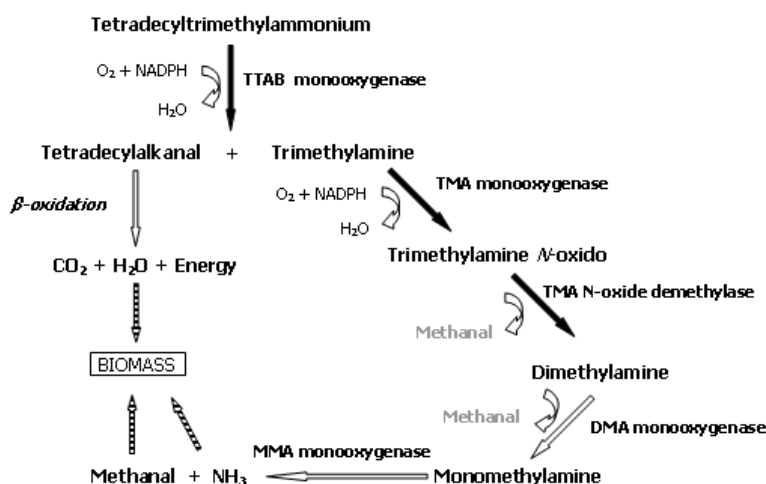 Tetradecyltrimethylammonium
O₂ + NADPH
TTAB monooxygenase
H₂O
Tetradecylalkanal + Trimethylamine
TMA monooxygenase
O₂ + NADPH
β-oxidation
H₂O
CO₂ + H₂O + Energy
Trimethylamine N-oxido
TMA N-oxide demethylase
Methanal
BIOMASS
Dimethylamine
Methanal
DMA monooxygenase
MMA monooxygenase
Methanal + NH₃
Monomethylamine